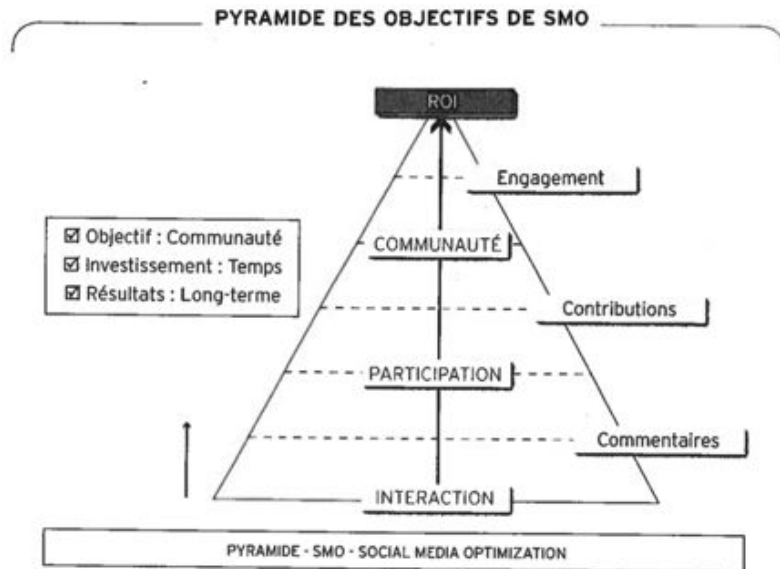 PYRAMIDE DES OBJECTIFS DE SMO
ROI
Engagement
☑ Objectif : Communauté
COMMUNAUTÉ
☑ Investissement : Temps
☑ Résultats : Long-terme
Contributions
PARTICIPATION
Commentaires
INTERACTION
PYRAMIDE - SMO - SOCIAL MEDIA OPTIMIZATION